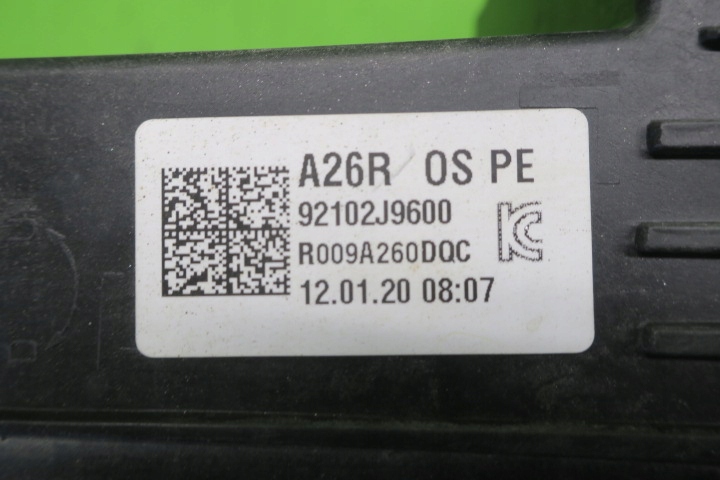 A26R OS PE
92102J9600
R009A260DQC
12.01.20 08:07